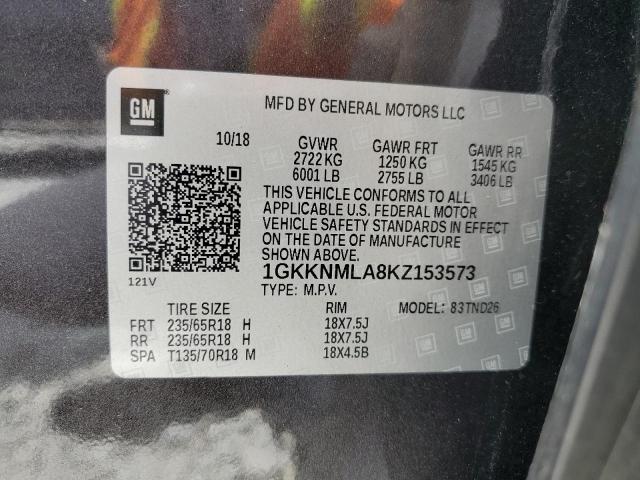 GM
MFD BY GENERAL MOTORS LLC
10/18 GVWR GAWR FRT GAWR RR
2722 KG 1250 KG 1545 KG
6001 LB 2755 LB 3406 LB
THIS VEHICLE CONFORMS TO ALL
APPLICABLE U.S. FEDERAL MOTOR
VEHICLE SAFETY STANDARDS IN EFFECT
ON THE DATE OF MANUFACTURE
SHOWN ABOVE.
1GKKNMLA8KZ153573
121V
TYPE: M.P.V. MODEL: 83TND26
TIRE SIZE RIM
FRT 235/65R18 H 18X7.5J
RR 235/65R18 H 18X7.5J
SPA T135/70R18 M 18X4.5B